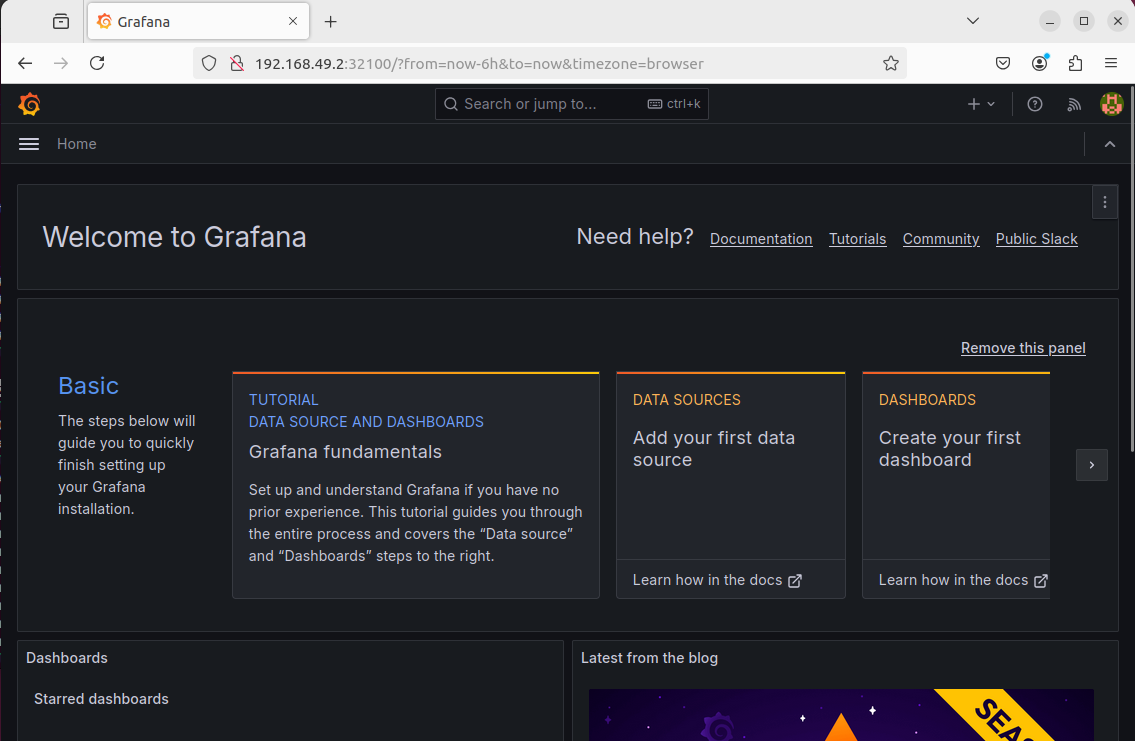 Grafana
192.168.49.2:32100/?from=now-6h&to=now&timezone=browser
Search or jump to... ctrl+k
Home
Welcome to Grafana
Need help? Documentation Tutorials Community Public Slack
Remove this panel
Basic
The steps below will
guide you to quickly
finish setting up
your Grafana
installation.
TUTORIAL
DATA SOURCE AND DASHBOARDS
Grafana fundamentals
Set up and understand Grafana if you have no
prior experience. This tutorial guides you through
the entire process and covers the “Data source”
and “Dashboards” steps to the right.
DATA SOURCES
Add your first data
source
Learn how in the docs
DASHBOARDS
Create your first
dashboard
Learn how in the docs
Dashboards
Starred dashboards
Latest from the blog
SEAS